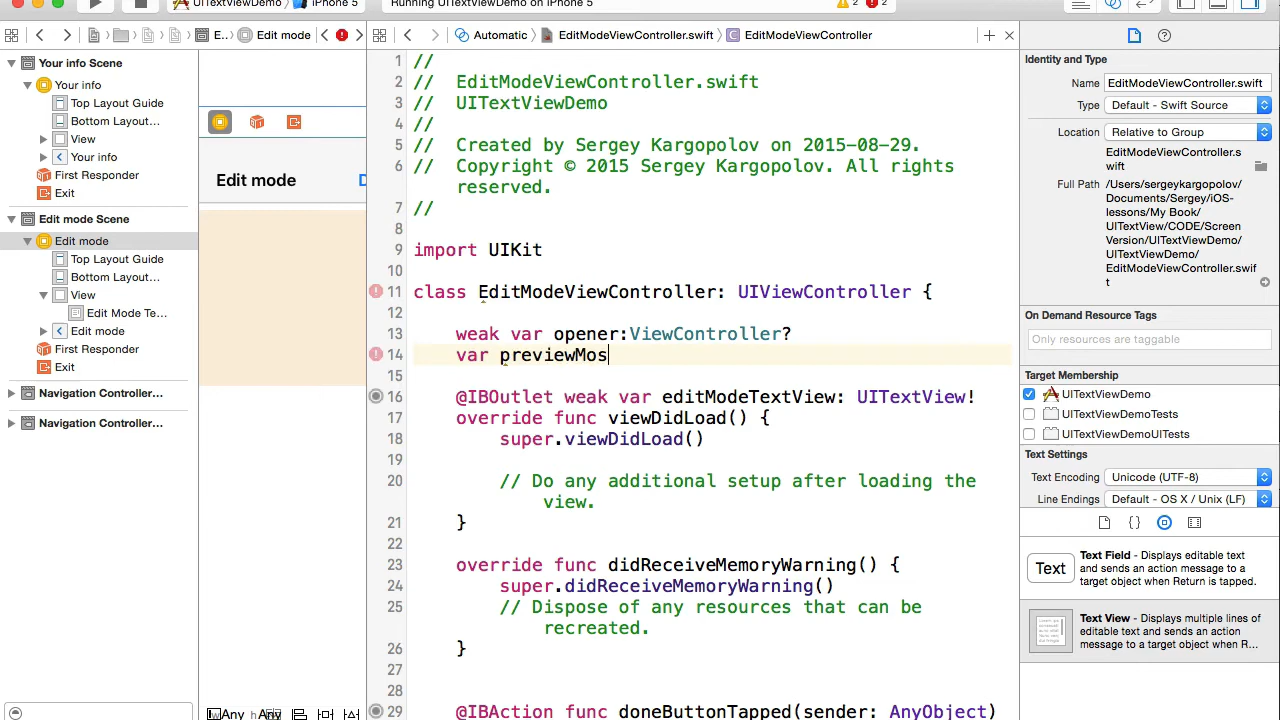 UITextViewDemo
iPhone 5
Running UITextViewDemo on iPhone 5
2
2
E...
Edit mode
Automatic
EditModeViewController.swift
EditModeViewController
Your info Scene
Your info
Top Layout Guide
Bottom Layout...
View
Your info
First Responder
Exit
Edit mode Scene
Edit mode
Top Layout Guide
Bottom Layout...
View
Edit Mode Te...
Edit mode
First Responder
Exit
Navigation Controller...
Navigation Controller...
Edit mode
Any
hAny
1 //
2 //  EditModeViewController.swift
3 //  UITextViewDemo
4 //
5 //  Created by Sergey Kargopolov on 2015-08-29.
6 //  Copyright © 2015 Sergey Kargopolov. All rights
reserved.
7 //
8
9 import UIKit
10
11 class EditModeViewController: UIViewController {
12
13 weak var opener:ViewController?
14 var previewMos
15
16 @IBOutlet weak var editModeTextView: UITextView!
17 override func viewDidLoad() {
18 super.viewDidLoad()
19
20 // Do any additional setup after loading the
view.
21 }
22
23 override func didReceiveMemoryWarning() {
24 super.didReceiveMemoryWarning()
25 // Dispose of any resources that can be
recreated.
26 }
27
28
29 @IBAction func doneButtonTapped(sender: AnyObject)
Identity and Type
Name EditModeViewController.swift
Type Default - Swift Source
Location Relative to Group
EditModeViewController.s
wift
Full Path /Users/sergeykargopolov/
Documents/Sergey/iOS-
lessons/My Book/
UITextView/CODE/Screen
Version/UITextViewDemo/
UITextViewDemo/
EditModeViewController.swif
t
On Demand Resource Tags
Only resources are taggable
Target Membership
UITextViewDemo
UITextViewDemoTests
UITextViewDemoUITests
Text Settings
Text Encoding Unicode (UTF-8)
Line Endings Default - OS X / Unix (LF)
Text
Text Field - Displays editable text
and sends an action message to a
target object when Return is tapped.
Text View - Displays multiple lines of
editable text and sends an action
message to a target object when R...